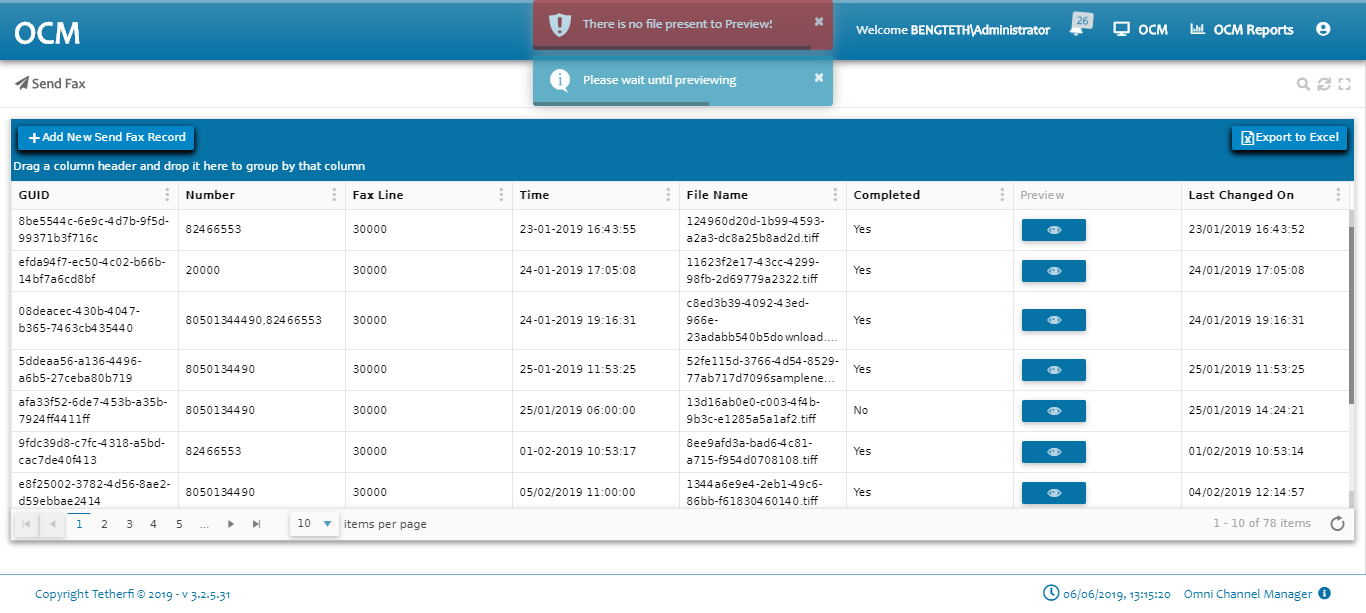 OCM
There is no file present to Preview!
Welcome BENGTETH\Administrator
26
OCM
OCM Reports
Please wait until previewing
Send Fax
Add New Send Fax Record
Export to Excel
Drag a column header and drop it here to group by that column
GUID Number Fax Line Time File Name Completed Preview Last Changed On
8be5544c-6e9c-4d7b-9f5d-
99371b3f716c
82466553
30000
23-01-2019 16:43:55
124960d20d-1b99-4593-
a2a3-dc8a25b8ad2d.tiff
Yes
23/01/2019 16:43:52
efda94f7-ec50-4c02-b66b-
14bf7a6cd8bf
20000
30000
24-01-2019 17:05:08
11623f2e17-43cc-4299-
98fb-2d69779a2322.tiff
Yes
24/01/2019 17:05:08
08deacec-430b-4047-
b365-7463cb435440
80501344490,82466553
30000
24-01-2019 19:16:31
c8ed3b39-4092-43ed-
966e-
23adabb540b5download....
Yes
24/01/2019 19:16:31
5ddeaa56-a136-4496-
a6b5-27ceba80b719
8050134490
30000
25-01-2019 11:53:25
52fe115d-3766-4d54-8529-
77ab717d7096samplene...
Yes
25/01/2019 11:53:25
afa33f52-6de7-453b-a35b-
7924ff4411ff
8050134490
30000
25/01/2019 06:00:00
13d16ab0e0-c003-4f4b-
9b3c-e1285a5a1af2.tiff
No
25/01/2019 14:24:21
9fdc39d8-c7fc-4318-a5bd-
cac7de40f413
82466553
30000
01-02-2019 10:53:17
8ee9afd3a-bad6-4c81-
a715-f954d0708108.tiff
Yes
01/02/2019 10:53:14
e8f25002-3782-4d56-8ae2-
d59ebbae2414
8050134490
30000
05/02/2019 11:00:00
1344a6e9e4-2eb1-49c6-
86bb-f61830460140.tiff
Yes
04/02/2019 12:14:57
1 2 3 4 5 ... 10 items per page 1 - 10 of 78 items
Copyright Tetherfi © 2019 - v 3.2.5.31
06/06/2019, 13:15:20 Omni Channel Manager